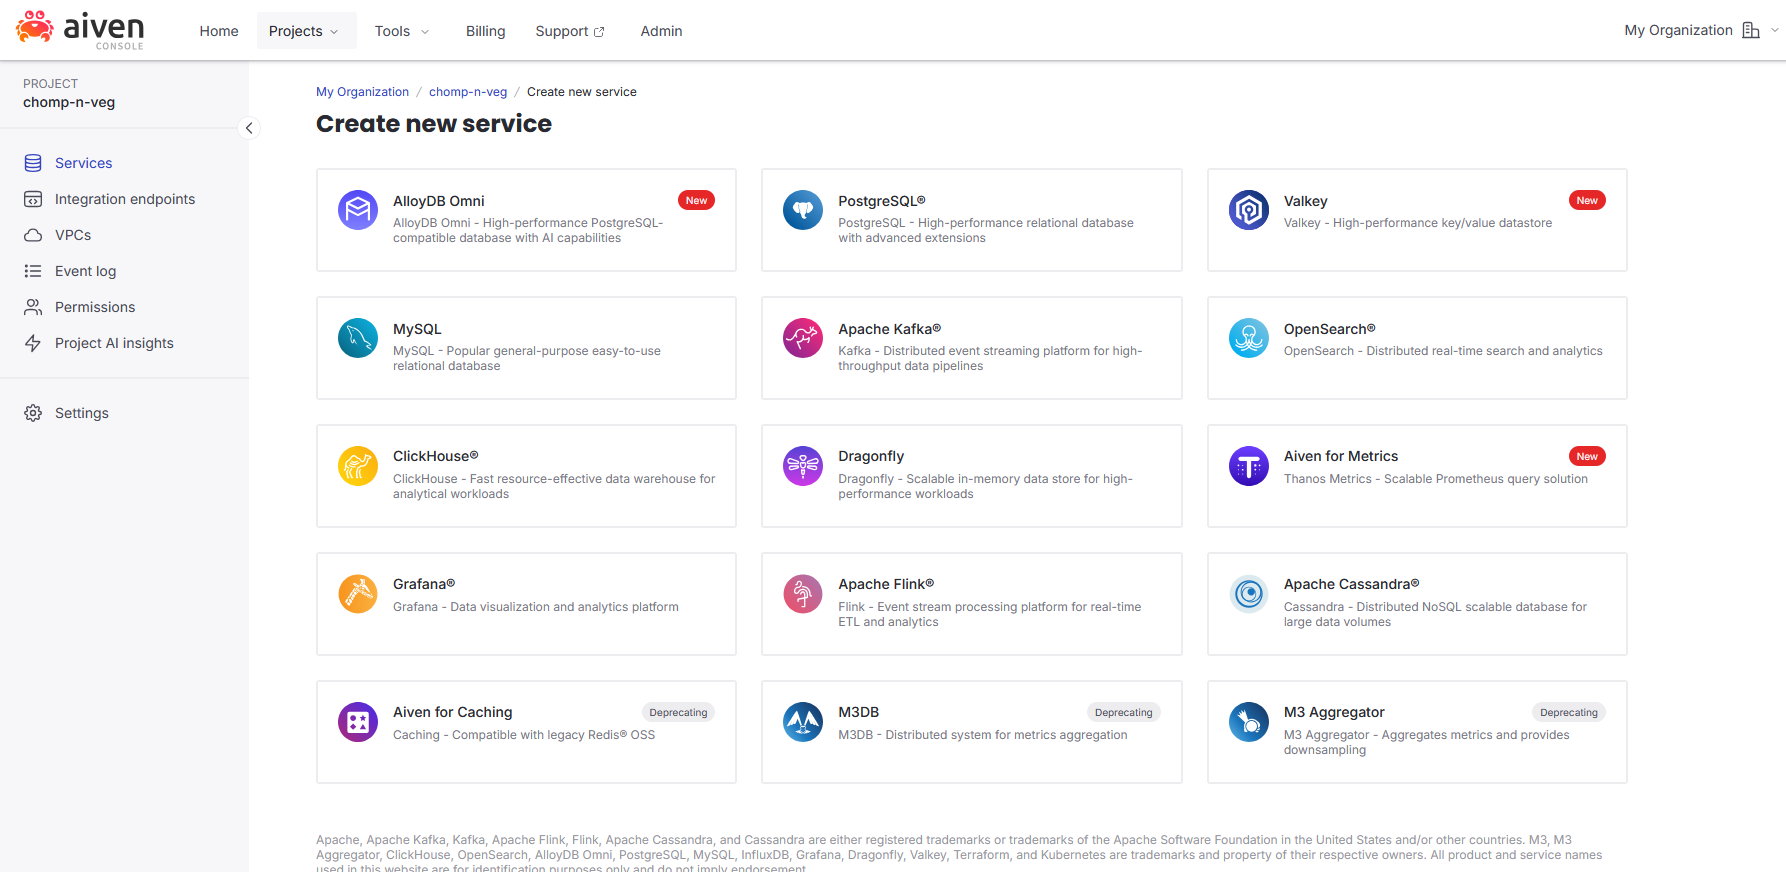 aiven
CONSOLE
Home
Projects
Tools
Billing
Support
Admin
My Organization
PROJECT
chomp-n-veg
Services
Integration endpoints
VPCs
Event log
Permissions
Project AI insights
Settings
My Organization / chomp-n-veg / Create new service
Create new service
AlloyDB Omni
New
AlloyDB Omni - High-performance PostgreSQL-
compatible database with AI capabilities
PostgreSQL®
PostgreSQL - High-performance relational database
with advanced extensions
Valkey
New
Valkey - High-performance key/value datastore
MySQL
MySQL - Popular general-purpose easy-to-use
relational database
Apache Kafka®
Kafka - Distributed event streaming platform for high-
throughput data pipelines
OpenSearch®
OpenSearch - Distributed real-time search and analytics
ClickHouse®
ClickHouse - Fast resource-effective data warehouse for
analytical workloads
Dragonfly
Dragonfly - Scalable in-memory data store for high-
performance workloads
Aiven for Metrics
New
Thanos Metrics - Scalable Prometheus query solution
Grafana®
Grafana - Data visualization and analytics platform
Apache Flink®
Flink - Event stream processing platform for real-time
ETL and analytics
Apache Cassandra®
Cassandra - Distributed NoSQL scalable database for
large data volumes
Aiven for Caching
Deprecating
Caching - Compatible with legacy Redis® OSS
M3DB
Deprecating
M3DB - Distributed system for metrics aggregation
M3 Aggregator
Deprecating
M3 Aggregator - Aggregates metrics and provides
downsampling
Apache, Apache Kafka, Kafka, Apache Flink, Flink, Apache Cassandra, and Cassandra are either registered trademarks or trademarks of the Apache Software Foundation in the United States and/or other countries. M3, M3
Aggregator, ClickHouse, OpenSearch, AlloyDB Omni, PostgreSQL, MySQL, InfluxDB, Grafana, Dragonfly, Valkey, Terraform, and Kubernetes are trademarks and property of their respective owners. All product and service names
used in this website are for identification purposes only and do not imply endorsement.